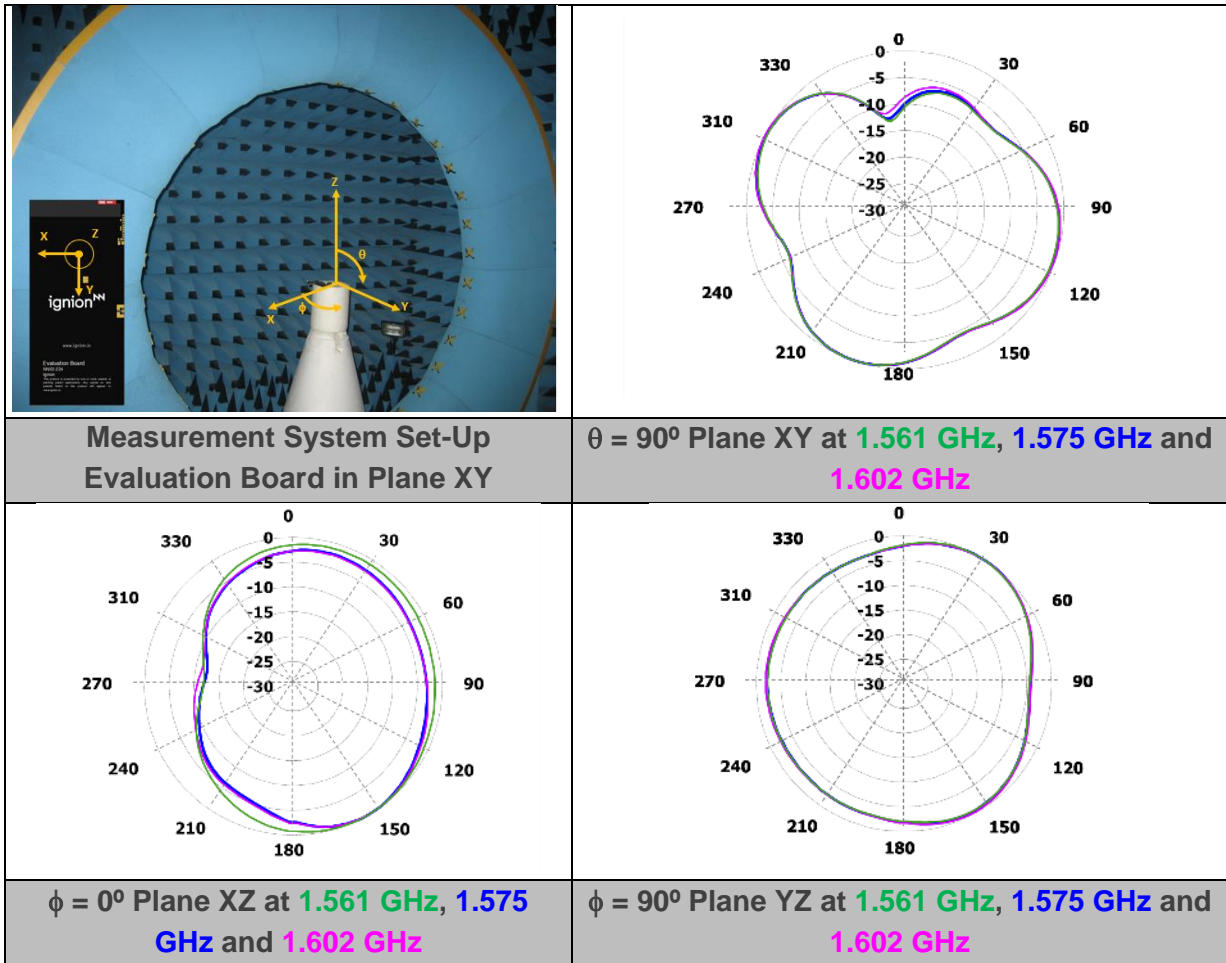 Z
θ
X
ϕ
Y
X
Z
Y
ignion
www.ignion.io
Evaluation Board
Ignion
Measurement System Set-Up
Evaluation Board in Plane XY
0
30
60
90
120
150
180
210
240
270
310
330
0
-5
-10
-15
-20
-25
-30
θ = 90º Plane XY at 1.561 GHz, 1.575 GHz and
1.602 GHz
0
30
60
90
120
150
180
210
240
270
310
330
0
-5
-10
-15
-20
-25
-30
ϕ = 0º Plane XZ at 1.561 GHz, 1.575
GHz and 1.602 GHz
0
30
60
90
120
150
180
210
240
270
310
330
0
-5
-10
-15
-20
-25
-30
ϕ = 90º Plane YZ at 1.561 GHz, 1.575 GHz and
1.602 GHz